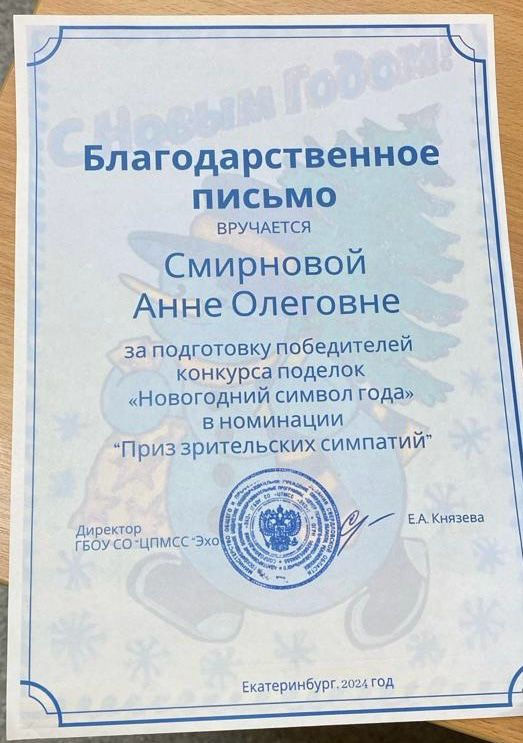 С Новым Годом!
Благодарственное
письмо
ВРУЧАЕТСЯ
Смирновой
Анне Олеговне
за подготовку победителей
конкурса поделок
«Новогодний символ года»
в номинации
“Приз зрительских симпатий”
Директор
ГБОУ СО “ЦПМСС “Эхо
Е.А. Князева
Екатеринбург, 2024 год